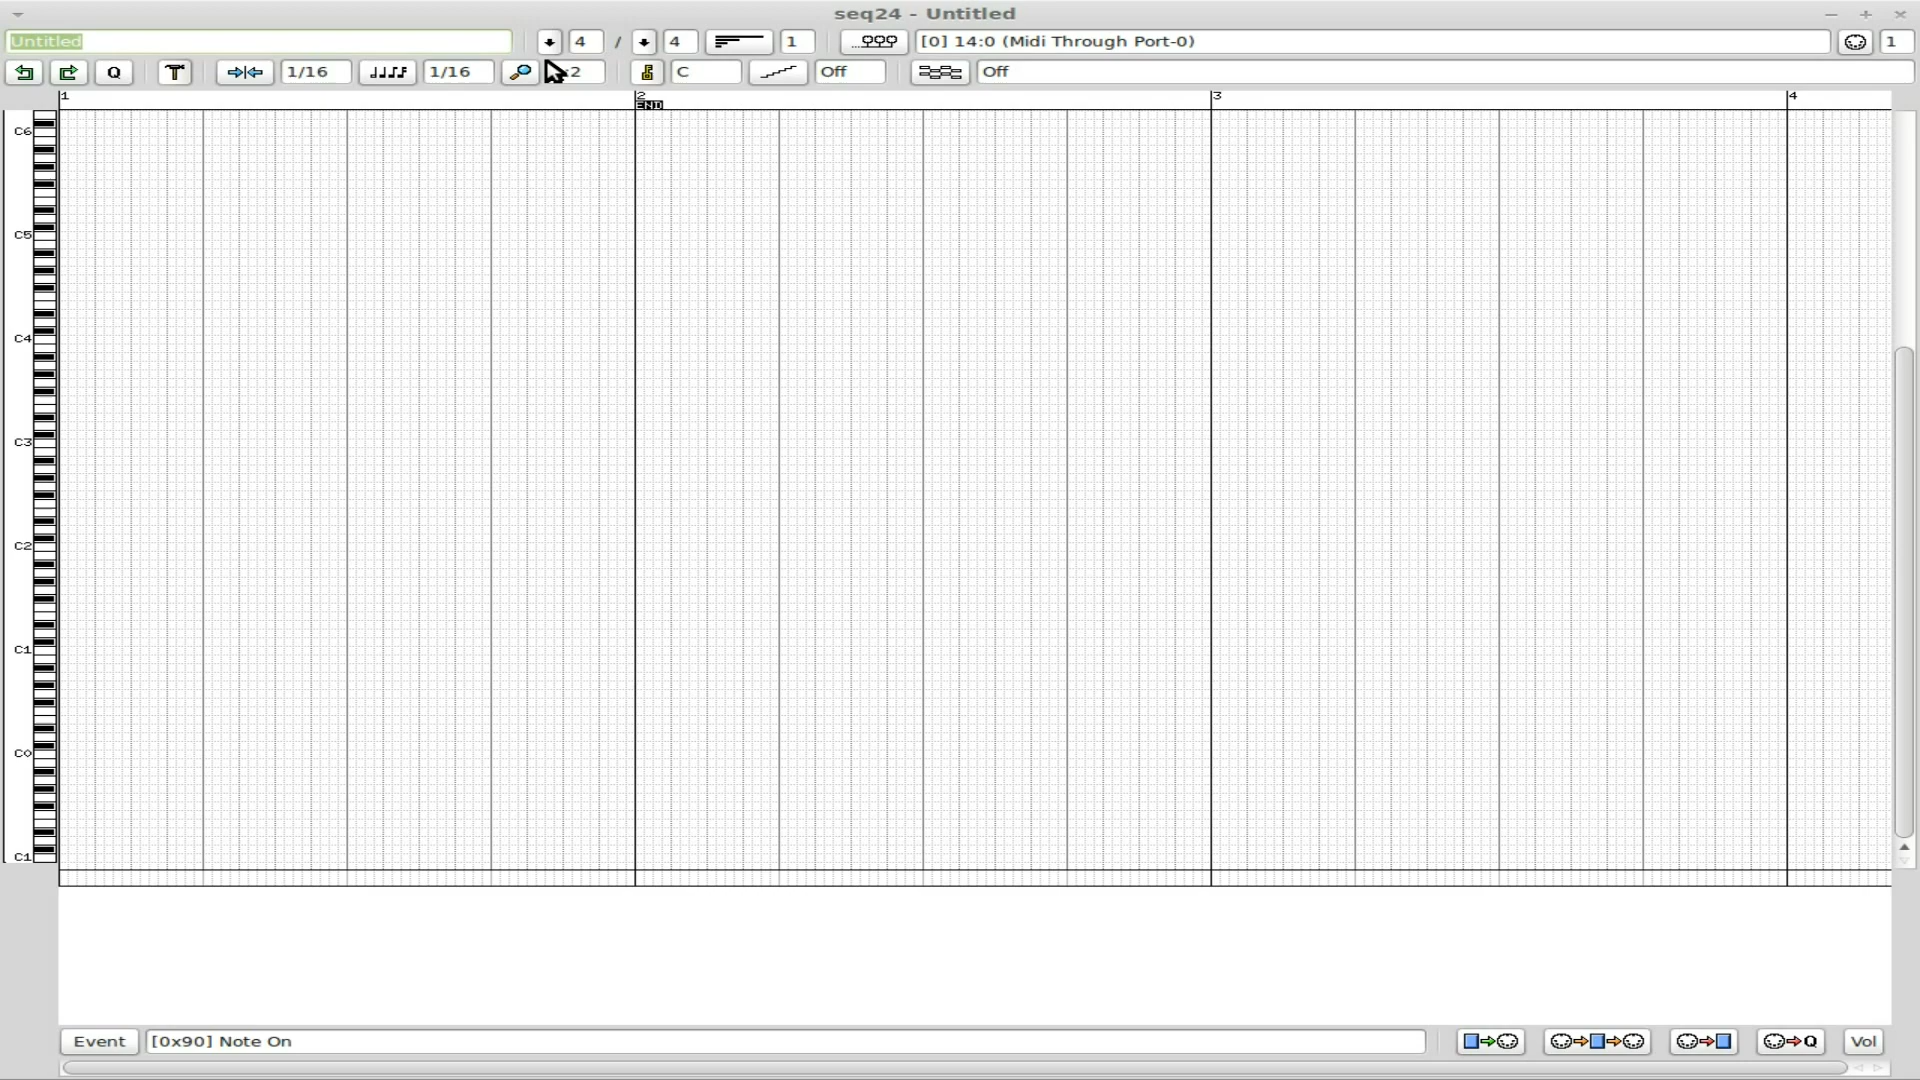 seq24 - Untitled
Untitled 4 / 4 1 [0] 14:0 (Midi Through Port-0) 1
Q T 1/16 1/16 2 C Off Off
1 2 3 4
END
C6
C5
C4
C3
C2
C1
C0
C1
Event [0x90] Note On Q Vol